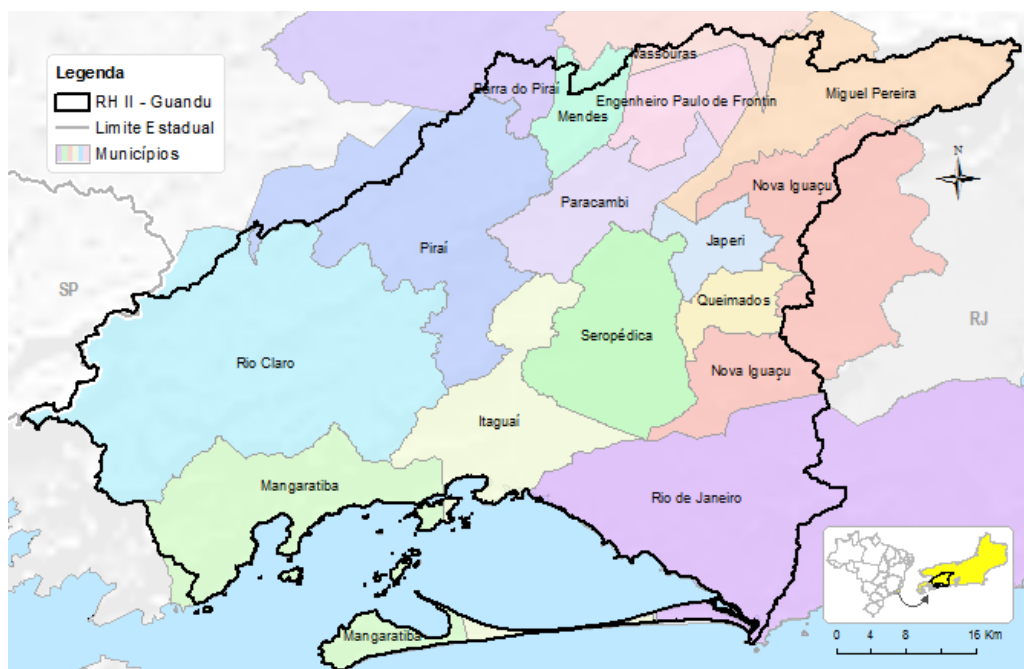 Legenda
RH II - Guandu
Limite Estadual
Municípios
Vassouras
Barra do Piraí
Mendes
Engenheiro Paulo de Frontin
Miguel Pereira
N
Nova Iguaçu
Paracambi
Japeri
Piraí
SP
Queimados
RJ
Seropédica
Rio Claro
Nova Iguaçu
Itaguaí
Mangaratiba
Rio de Janeiro
Mangaratiba
0 4 8 16 Km